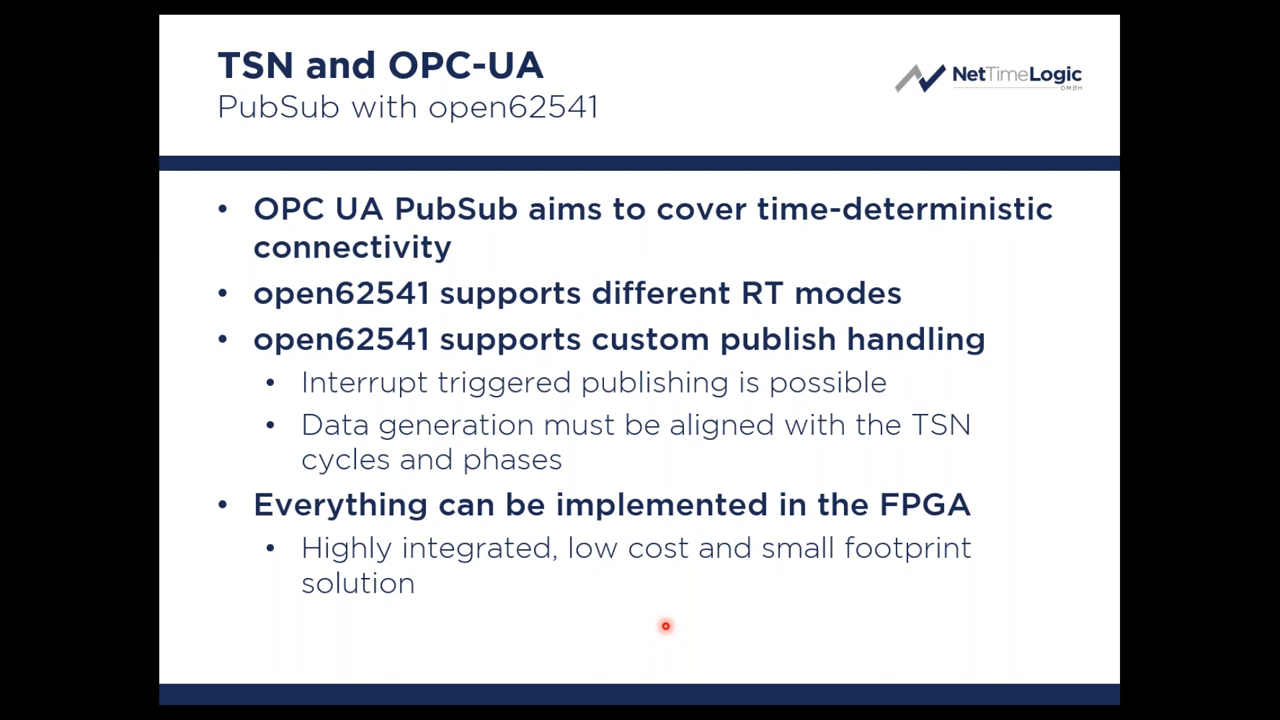 TSN and OPC-UA
PubSub with open62541
NetTimeLogic
GMBH
• OPC UA PubSub aims to cover time-deterministic
connectivity
• open62541 supports different RT modes
• open62541 supports custom publish handling
• Interrupt triggered publishing is possible
• Data generation must be aligned with the TSN
cycles and phases
• Everything can be implemented in the FPGA
• Highly integrated, low cost and small footprint
solution